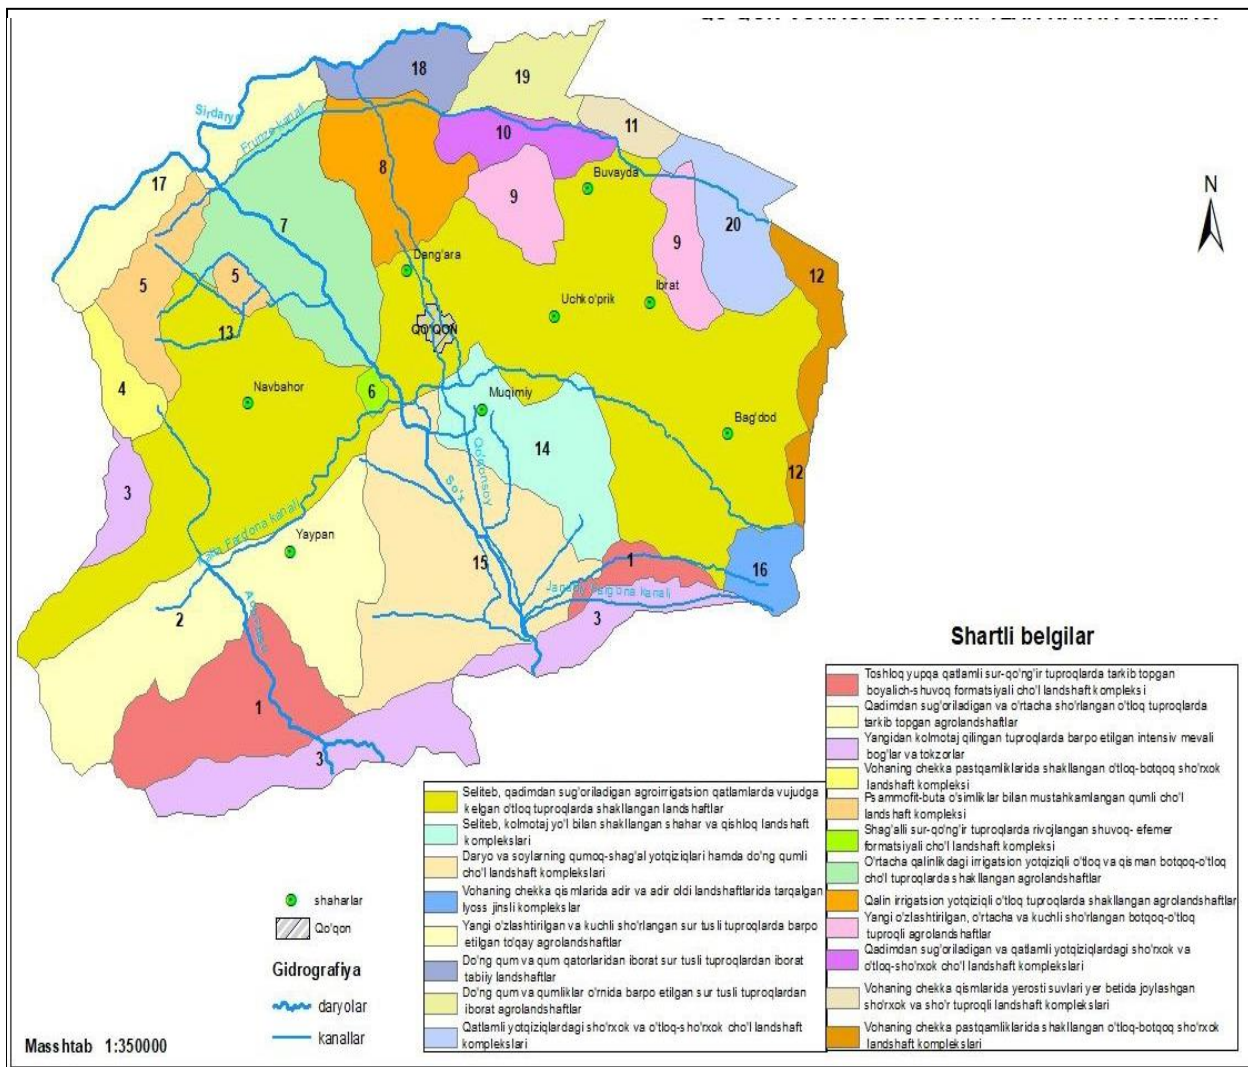 18
19
Sirdarya
Frunze kanali
10
11
17
8
Buvayda
9
7
20
Dang'ara
5
5
9
12
Ibrat
Uchko'prik
13
QO'QON
4
6
Navbahor
Muqimiy
Bag'dod
14
Qo'qonsoy
12
3
So'x
Yaypan
15
1
16
2
3
1
3
N
Shartli belgilar
Toshloq yupqa qatlamli sur-qo'ng'ir tuproqlarda tarkib topgan
boyalich-shuvoq formatsiyali cho'l landshaft kompleksi
Qadimdan sug'oriladigan va o'rtacha sho'rlangan o'tloq tuproqlarda
tarkib topgan agrolandshaftlar
Yangidan kolmotaj qilingan tuproqlarda barpo etilgan intensiv mevali
bog'lar va tokzorlar
Vohaning chekka pastqamliklarida shakllangan o'tloq-botqoq sho'rxok
landshaft kompleksi
Psammofit-buta o'simliklar bilan mustahkamlangan qumli cho'l
landshaft kompleksi
Shag'alli sur-qo'ng'ir tuproqlarda rivojlangan shuvoq- efemer
formatsiyali cho'l landshaft kompleksi
O'rtacha qalinlikdagi irrigatsion yotqiziqli o'tloq va qisman botqoq-o'tloq
cho'l tuproqlarda shakllangan agrolandshaftlar
Qalin irrigatsion yotqiziqli o'tloq tuproqlarda shakllangan agrolandshaftlar
Yangi o'zlashtirilgan, o'rtacha va kuchli sho'rlangan botqoq-o'tloq
tuproqli agrolandshaftlar
Qadimdan sug'oriladigan va qatlamli yotqiziqlardagi sho'rxok va
o'tloq-sho'rxok cho'l landshaft komplekslari
Vohaning chekka qismlarida yerosti suvlari yer betida joylashgan
sho'rxok va sho'r tuproqli landshaft komplekslari
Vohaning chekka pastqamliklarida shakllangan o'tloq-botqoq sho'rxok
landshaft komplekslari
Seliteb, qadimdan sug'oriladigan agroirrigatsion qatlamlarda vujudga
kelgan o'tloq tuproqlarda shakllangan landshaftlar
Seliteb, kolmotaj yo'l bilan shakllangan shahar va qishloq landshaft
komplekslari
Daryo va soylarning qumoq-shag'al yotqiziqlari hamda do'ng qumli
cho'l landshaft komplekslari
Vohaning chekka qismlarida adir va adir oldi landshaftlarida tarqalgan
lyoss jinsli komplekslar
Yangi o'zlashtirilgan va kuchli sho'rlangan sur tusli tuproqlarda barpo
etilgan to'qay agrolandshaftlar
Do'ng qum va qum qatorlaridan iborat sur tusli tuproqlardan iborat
tabiiy landshaftlar
Do'ng qum va qumliklar o'rnida barpo etilgan sur tusli tuproqlardan
iborat agrolandshaftlar
Qatlamli yotqiziqlardagi sho'rxok va o'tloq-sho'rxok cho'l landshaft
komplekslari
shaharlar
Qo'qon
Gidrografiya
daryolar
kanallar
Masshtab 1:350000